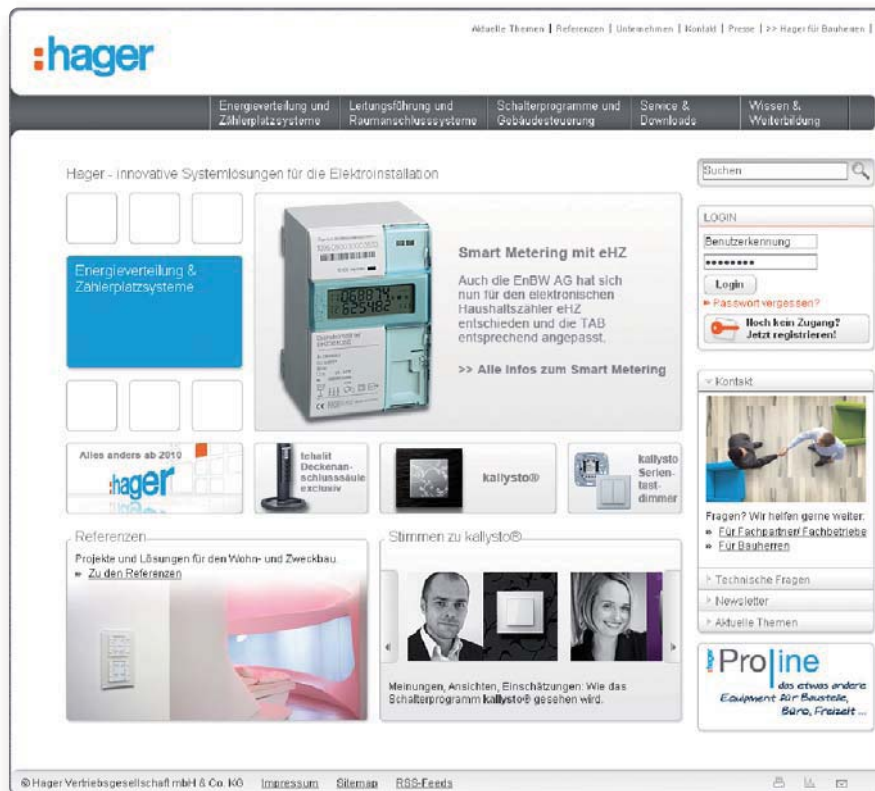 Aktuelle Themen | Referenzen | Unternehmen | Kontakt | Presse | >> Hager für Bauherren |
:hager
Energieverteilung und
Zählerplatzsysteme
Leitungsführung und
Raumanschlusssysteme
Schalterprogramme und
Gebäudesteuerung
Service &
Downloads
Wissen &
Weiterbildung
Hager - innovative Systemlösungen für die Elektroinstallation
Suchen
Energieverteilung &
Zählerplatzsysteme
Smart Metering mit eHZ
Auch die EnBW AG hat sich
nun für den elektronischen
Haushaltszähler eHZ
entschieden und die TAB
entsprechend angepasst.
>> Alle Infos zum Smart Metering
LOGIN
Benutzerkennung
Login
Passwort vergessen?
Noch kein Zugang?
Jetzt registrieren!
Kontakt
Fragen? Wir helfen gerne weiter:
Für Fachpartner/ Fachbetriebe
Für Bauherren
Technische Fragen
Newsletter
Aktuelle Themen
Alles anders ab 2010
:hager
tehalit
Deckenan-
schlusssäule
exclusiv
kallysto®
kallysto
Serien-
tast-
dimmer
Referenzen
Projekte und Lösungen für den Wohn- und Zweckbau.
Zu den Referenzen
Stimmen zu kallysto®
Meinungen, Ansichten, Einschätzungen: Wie das
Schalterprogramm kallysto® gesehen wird.
:hager Proline
das etwas andere
Equipment für Baustelle,
Büro, Freizeit ...
© Hager Vertriebsgesellschaft mbH & Co. KG Impressum Sitemap RSS-Feeds